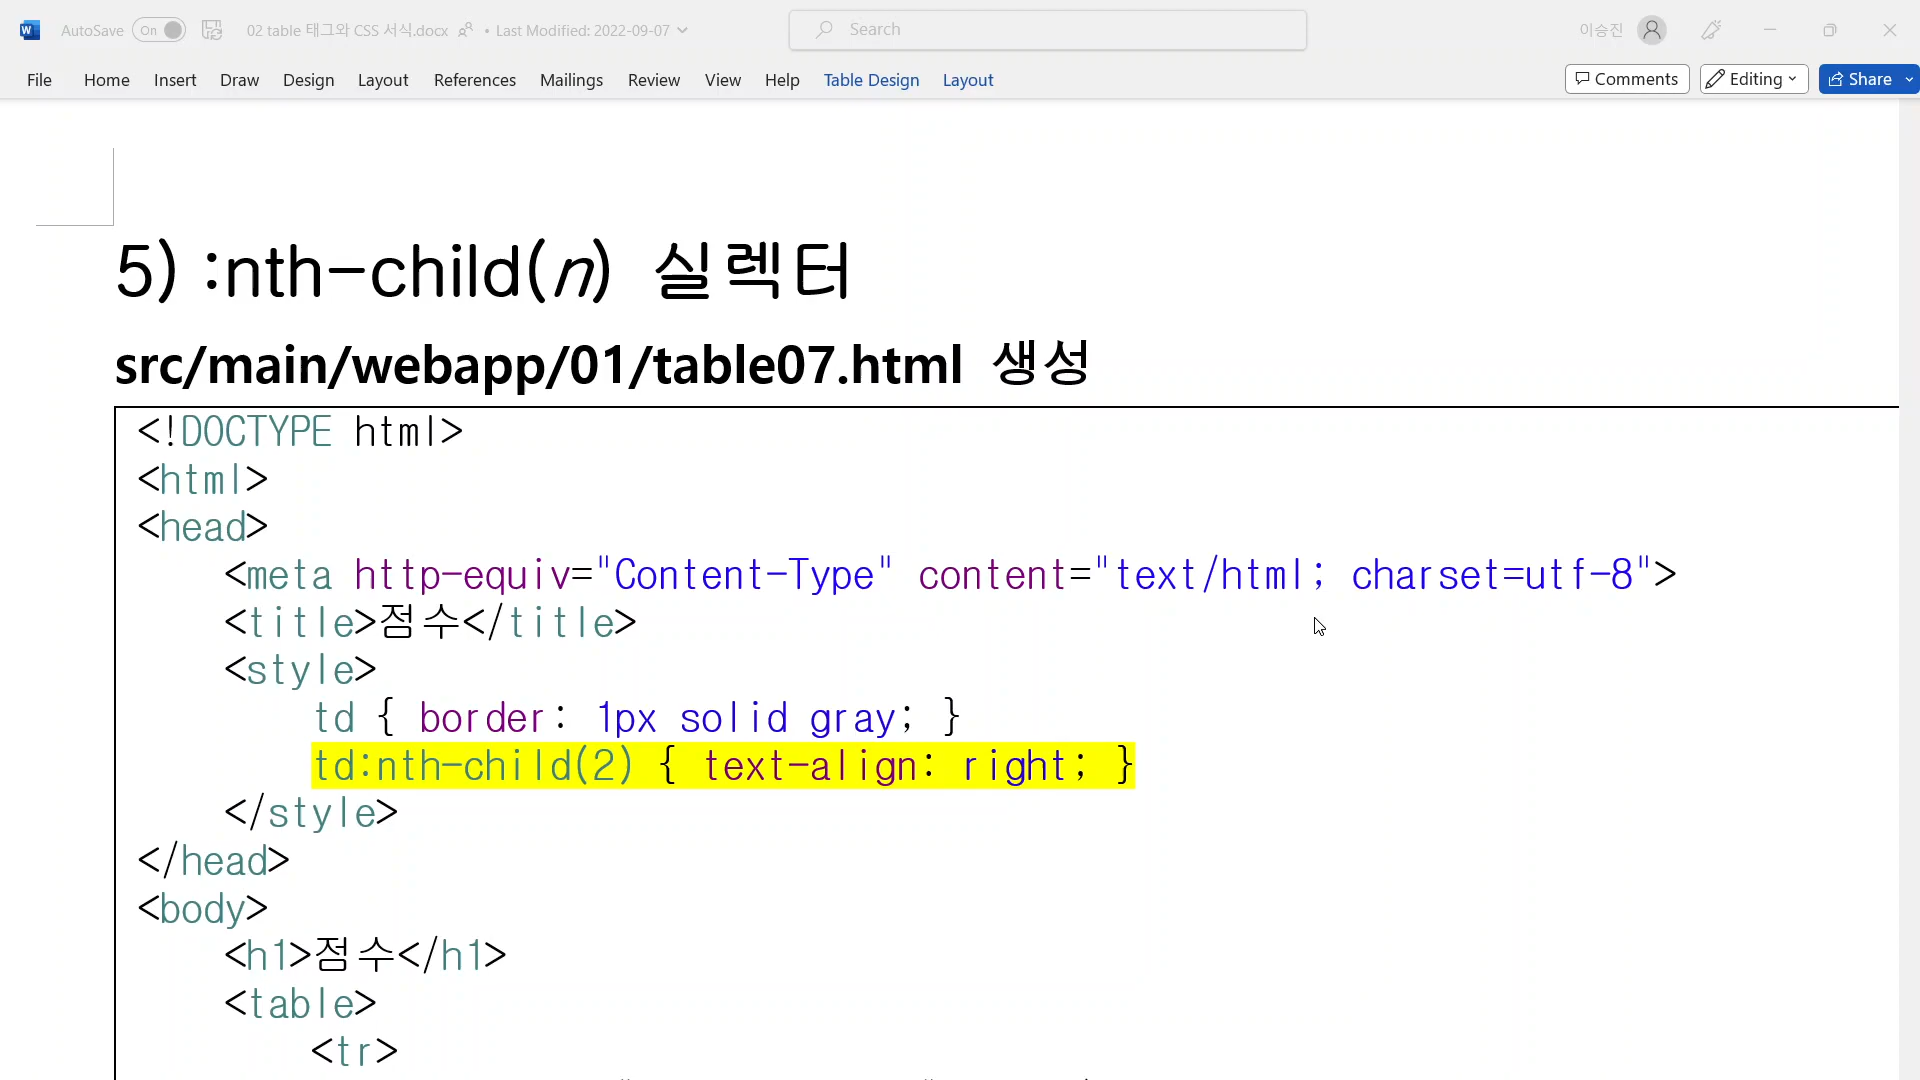 AutoSave On 02 table 태그와 CSS 서식.docx • Last Modified: 2022-09-07 Search 이승진
File Home Insert Draw Design Layout References Mailings Review View Help Table Design Layout Comments Editing Share
5) :nth-child(n) 실렉터
src/main/webapp/01/table07.html 생성
<!DOCTYPE html>
<html>
<head>
<meta http-equiv="Content-Type" content="text/html; charset=utf-8">
<title>점수</title>
<style>
td { border: 1px solid gray; }
td:nth-child(2) { text-align: right; }
</style>
</head>
<body>
<h1>점수</h1>
<table>
<tr>